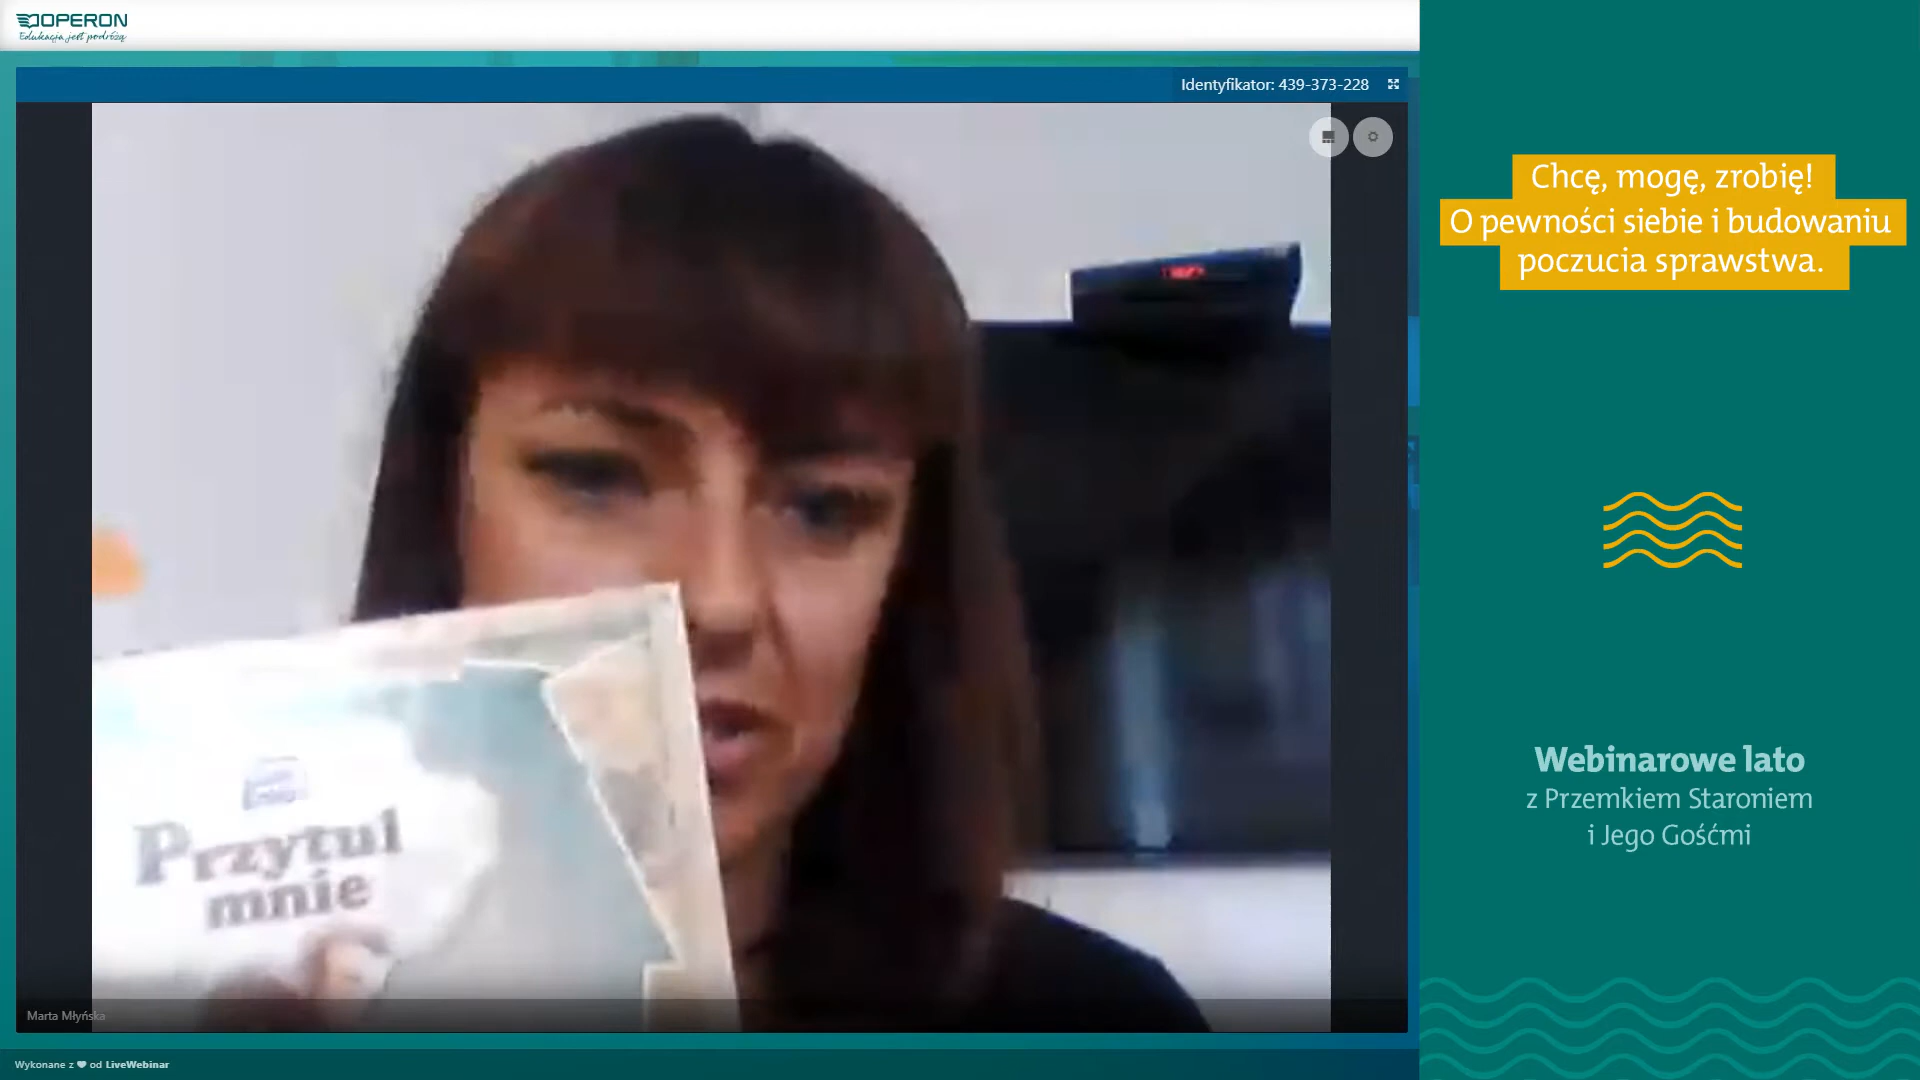 OPERON
Edukacja jest podróżą
Identyfikator: 439-373-228
Chcę, mogę, zrobię!
O pewności siebie i budowaniu
poczucia sprawstwa.
Przytul
mnie
Webinarowe lato
z Przemkiem Staroniem
i Jego Gośćmi
Marta Młyńska
Wykonane z ❤ od LiveWebinar